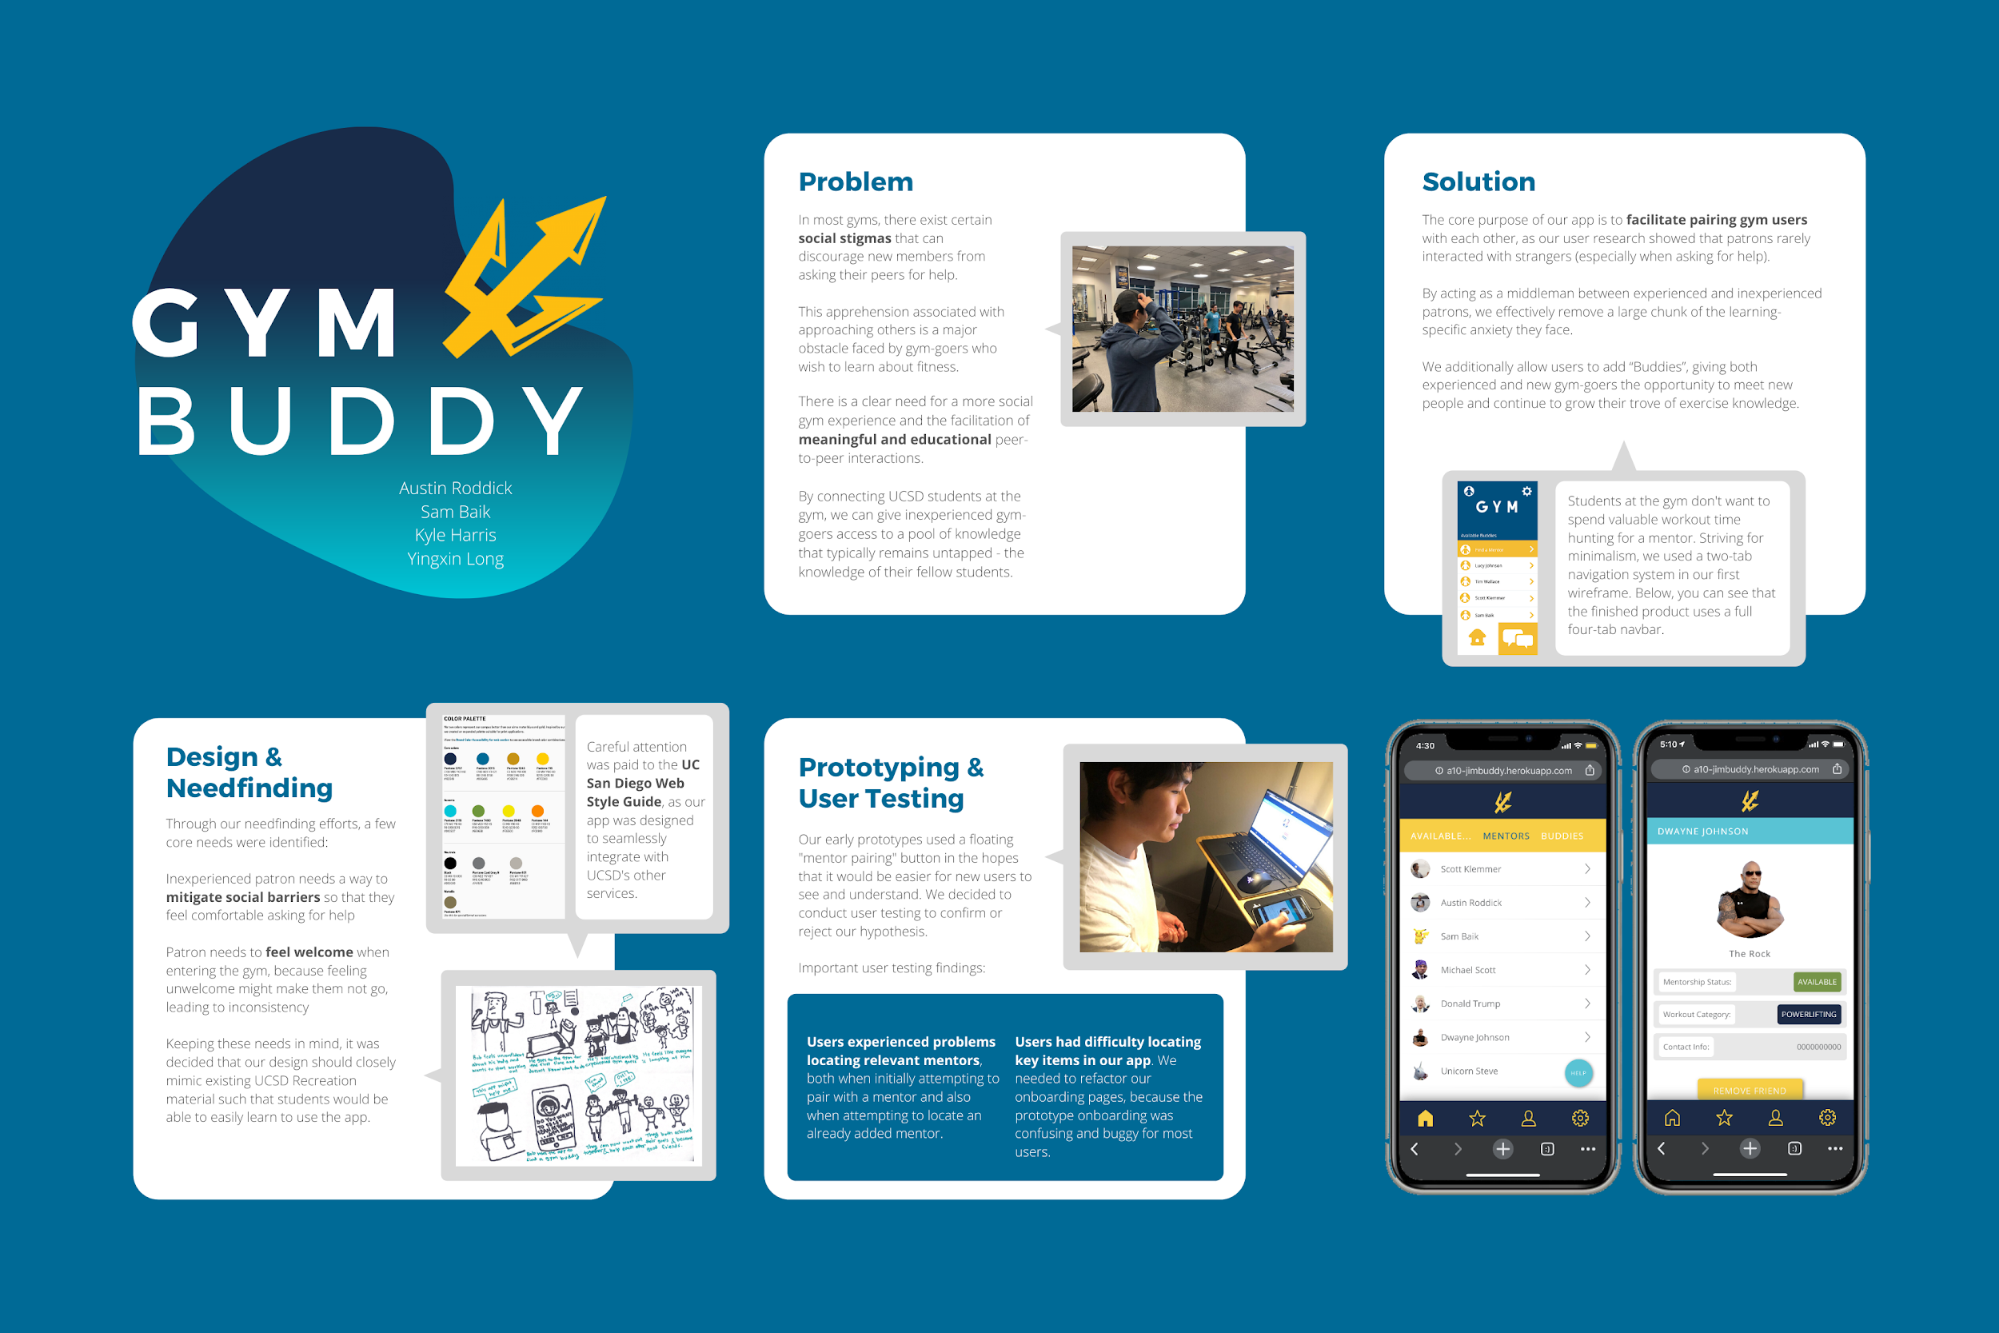 GYM
BUDDY
Austin Roddick
Sam Baik
Kyle Harris
Yingxin Long
Problem
In most gyms, there exist certain
social stigmas that can
discourage new members from
asking their peers for help.
This apprehension associated with
approaching others is a major
obstacle faced by gym-goers who
wish to learn about fitness.
There is a clear need for a more social
gym experience and the facilitation of
meaningful and educational peer-
to-peer interactions.
By connecting UCSD students at the
gym, we can give inexperienced gym-
goers access to a pool of knowledge
that typically remains untapped - the
knowledge of their fellow students.
Solution
The core purpose of our app is to facilitate pairing gym users
with each other, as our user research showed that patrons rarely
interacted with strangers (especially when asking for help).
By acting as a middleman between experienced and inexperienced
patrons, we effectively remove a large chunk of the learning-
specific anxiety they face.
We additionally allow users to add “Buddies”, giving both
experienced and new gym-goers the opportunity to meet new
people and continue to grow their trove of exercise knowledge.
GYM
Available Buddies
Find a Mentor
Lucy Johnson
Tim Wallace
Scott Klemmer
Sam Baik
Students at the gym don't want to
spend valuable workout time
hunting for a mentor. Striving for
minimalism, we used a two-tab
navigation system in our first
wireframe. Below, you can see that
the finished product uses a full
four-tab navbar.
Design &
Needfinding
Through our needfinding efforts, a few
core needs were identified:
Inexperienced patron needs a way to
mitigate social barriers so that they
feel comfortable asking for help
Patron needs to feel welcome when
entering the gym, because feeling
unwelcome might make them not go,
leading to inconsistency
Keeping these needs in mind, it was
decided that our design should closely
mimic existing UCSD Recreation
material such that students would be
able to easily learn to use the app.
COLOR PALETTE
Careful attention
was paid to the UC
San Diego Web
Style Guide, as our
app was designed
to seamlessly
integrate with
UCSD's other
services.
Prototyping &
User Testing
Our early prototypes used a floating
"mentor pairing" button in the hopes
that it would be easier for new users to
see and understand. We decided to
conduct user testing to confirm or
reject our hypothesis.
Important user testing findings:
Users experienced problems
locating relevant mentors,
both when initially attempting to
pair with a mentor and also
when attempting to locate an
already added mentor.
Users had difficulty locating
key items in our app. We
needed to refactor our
onboarding pages, because the
prototype onboarding was
confusing and buggy for most
users.
4:30
a10-jimbuddy.herokuapp.com
AVAILABLE... MENTORS BUDDIES
Scott Klemmer
Austin Roddick
Sam Baik
Michael Scott
Donald Trump
Dwayne Johnson
Unicorn Steve
HELP
5:10
a10-jimbuddy.herokuapp.com
DWAYNE JOHNSON
The Rock
Mentorship Status: AVAILABLE
Workout Category: POWERLIFTING
Contact Info: 0000000000
REMOVE FRIEND